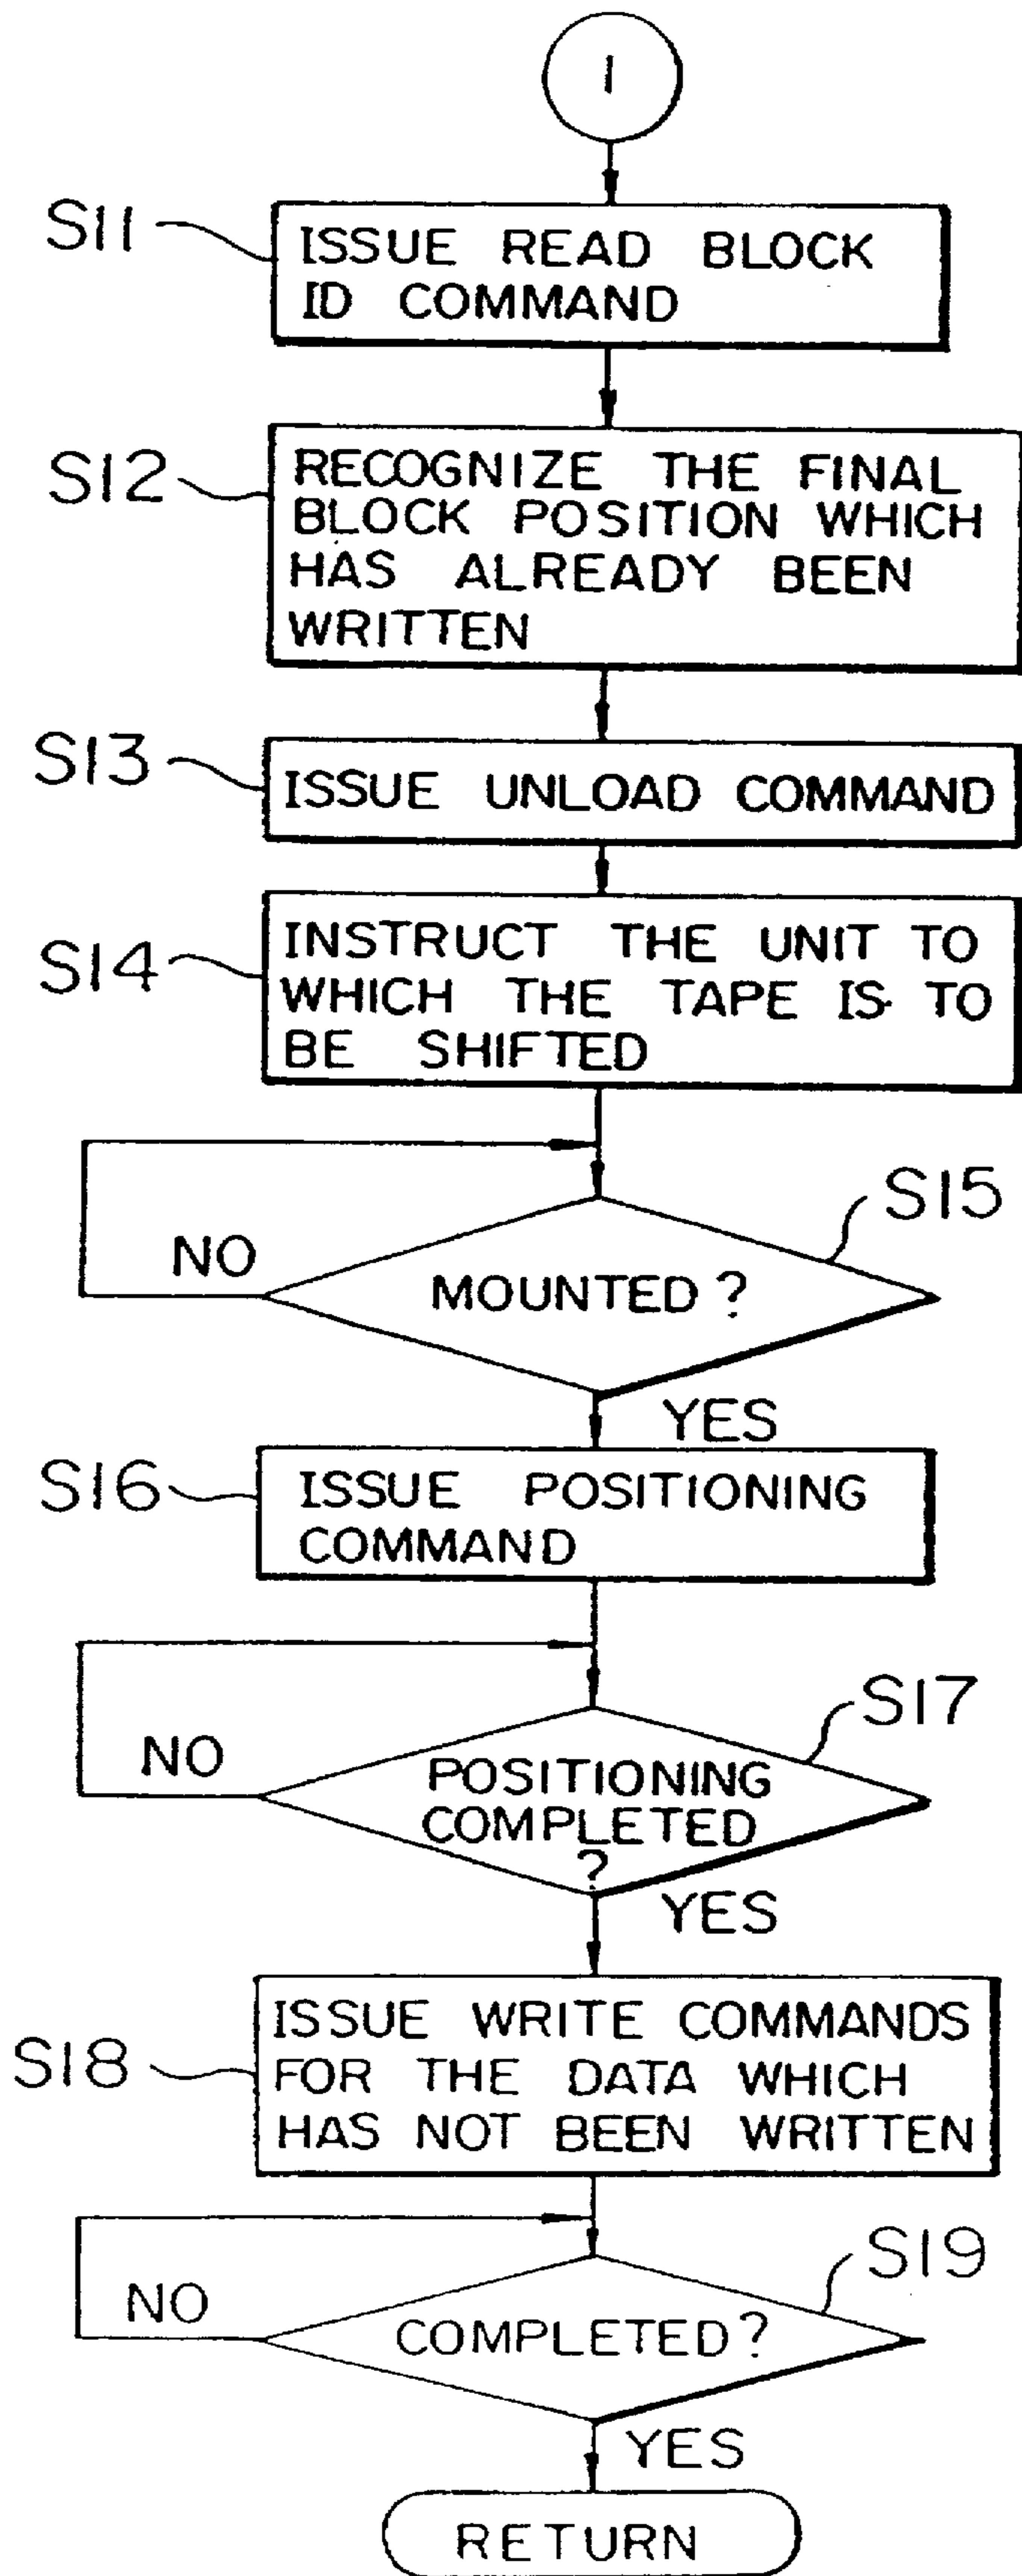 1
S11
ISSUE READ BLOCK
ID COMMAND
S12
RECOGNIZE THE FINAL
BLOCK POSITION WHICH
HAS ALREADY BEEN
WRITTEN
S13
ISSUE UNLOAD COMMAND
S14
INSTRUCT THE UNIT TO
WHICH THE TAPE IS TO
BE SHIFTED
S15
NO
MOUNTED ?
YES
S16
ISSUE POSITIONING
COMMAND
S17
NO
POSITIONING
COMPLETED
?
YES
S18
ISSUE WRITE COMMANDS
FOR THE DATA WHICH
HAS NOT BEEN WRITTEN
S19
NO
COMPLETED ?
YES
RETURN